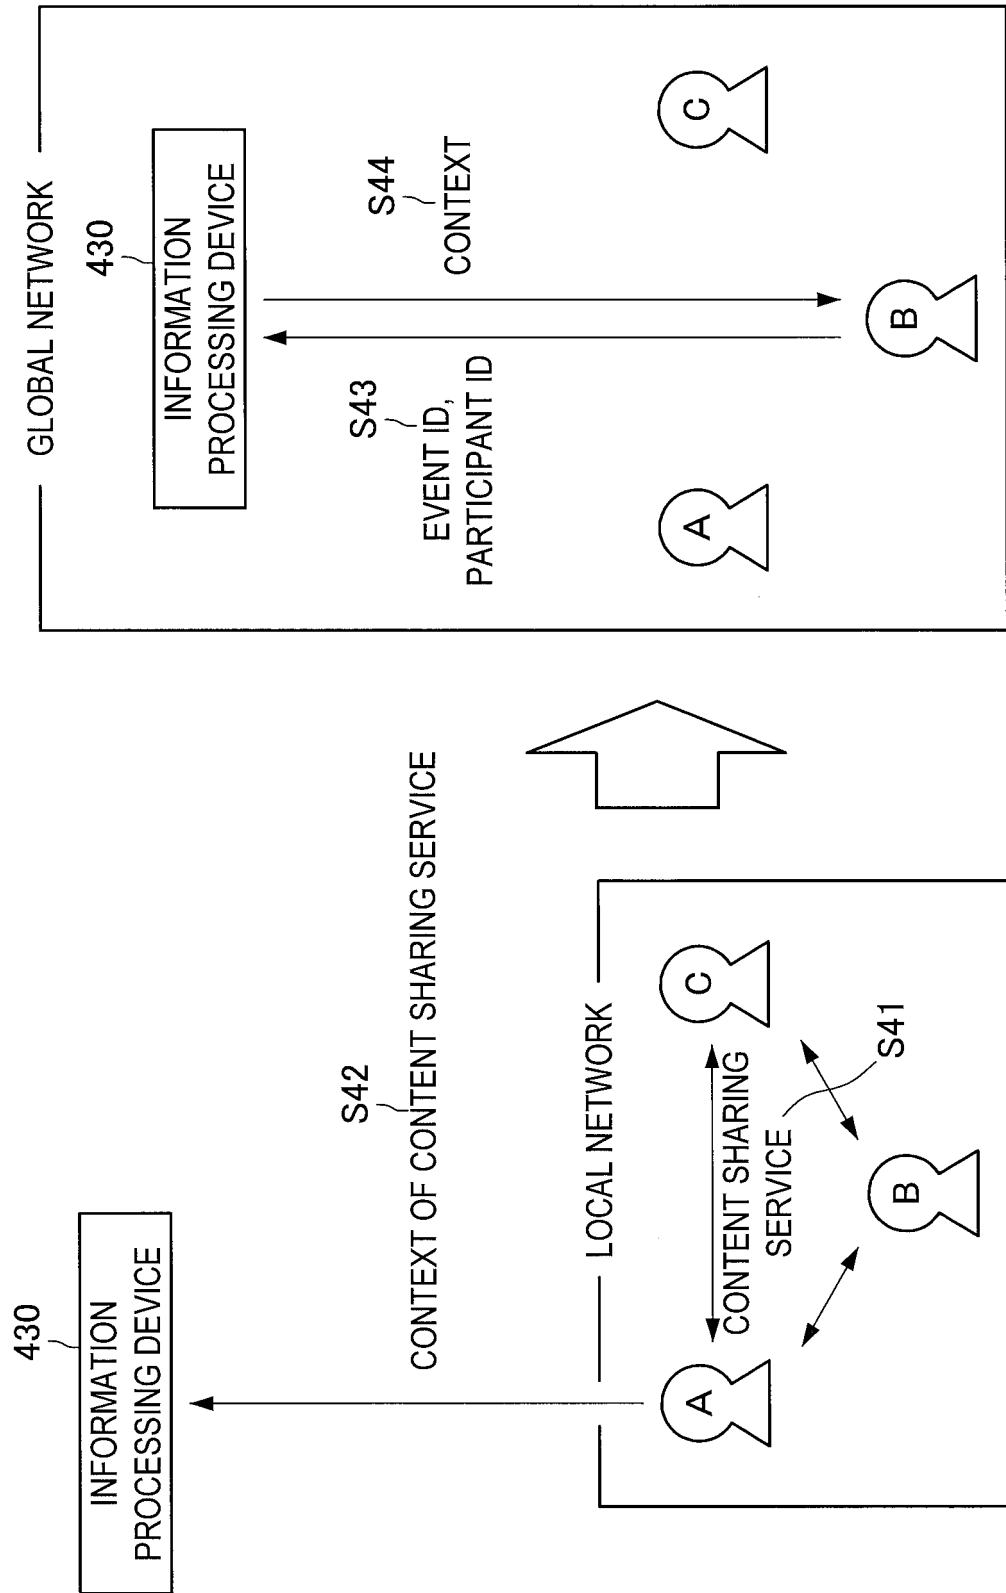 430
INFORMATION
PROCESSING DEVICE
S42
CONTEXT OF CONTENT SHARING SERVICE
LOCAL NETWORK
A
C
CONTENT SHARING
SERVICE
S41
B
GLOBAL NETWORK
430
INFORMATION
PROCESSING DEVICE
S43
EVENT ID,
PARTICIPANT ID
S44
CONTEXT
A
C
B